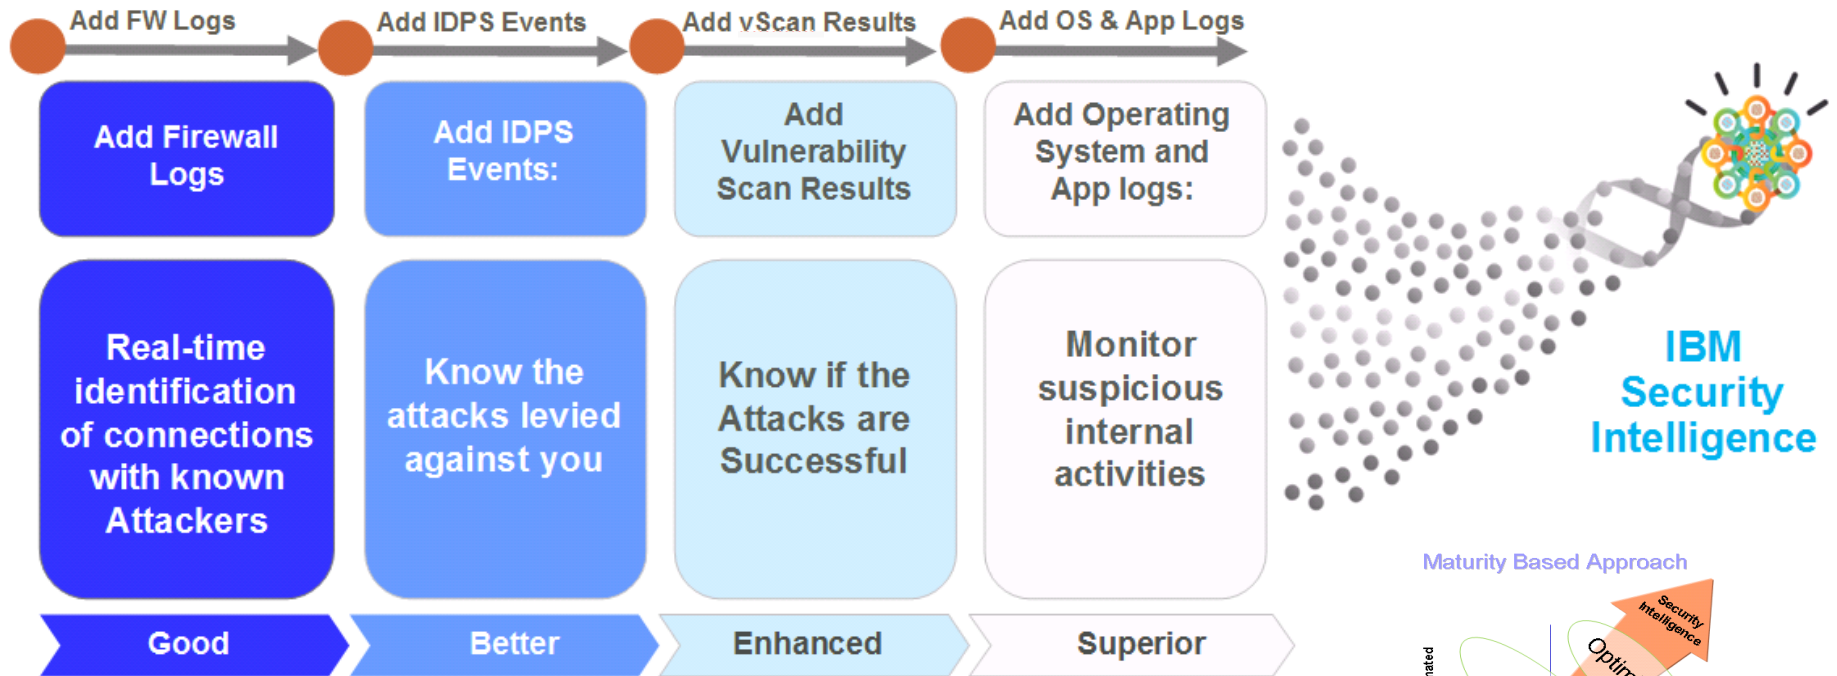 Add FW Logs
Add IDPS Events
Add vScan Results
Add OS & App Logs
Add Firewall
Logs
Add IDPS
Events:
Add
Vulnerability
Scan Results
Add Operating
System and
App logs:
Real-time
identification
of connections
with known
Attackers
Know the
attacks levied
against you
Know if the
Attacks are
Successful
Monitor
suspicious
internal
activities
Good
Better
Enhanced
Superior
IBM
Security
Intelligence
Maturity Based Approach
Security
Intelligence